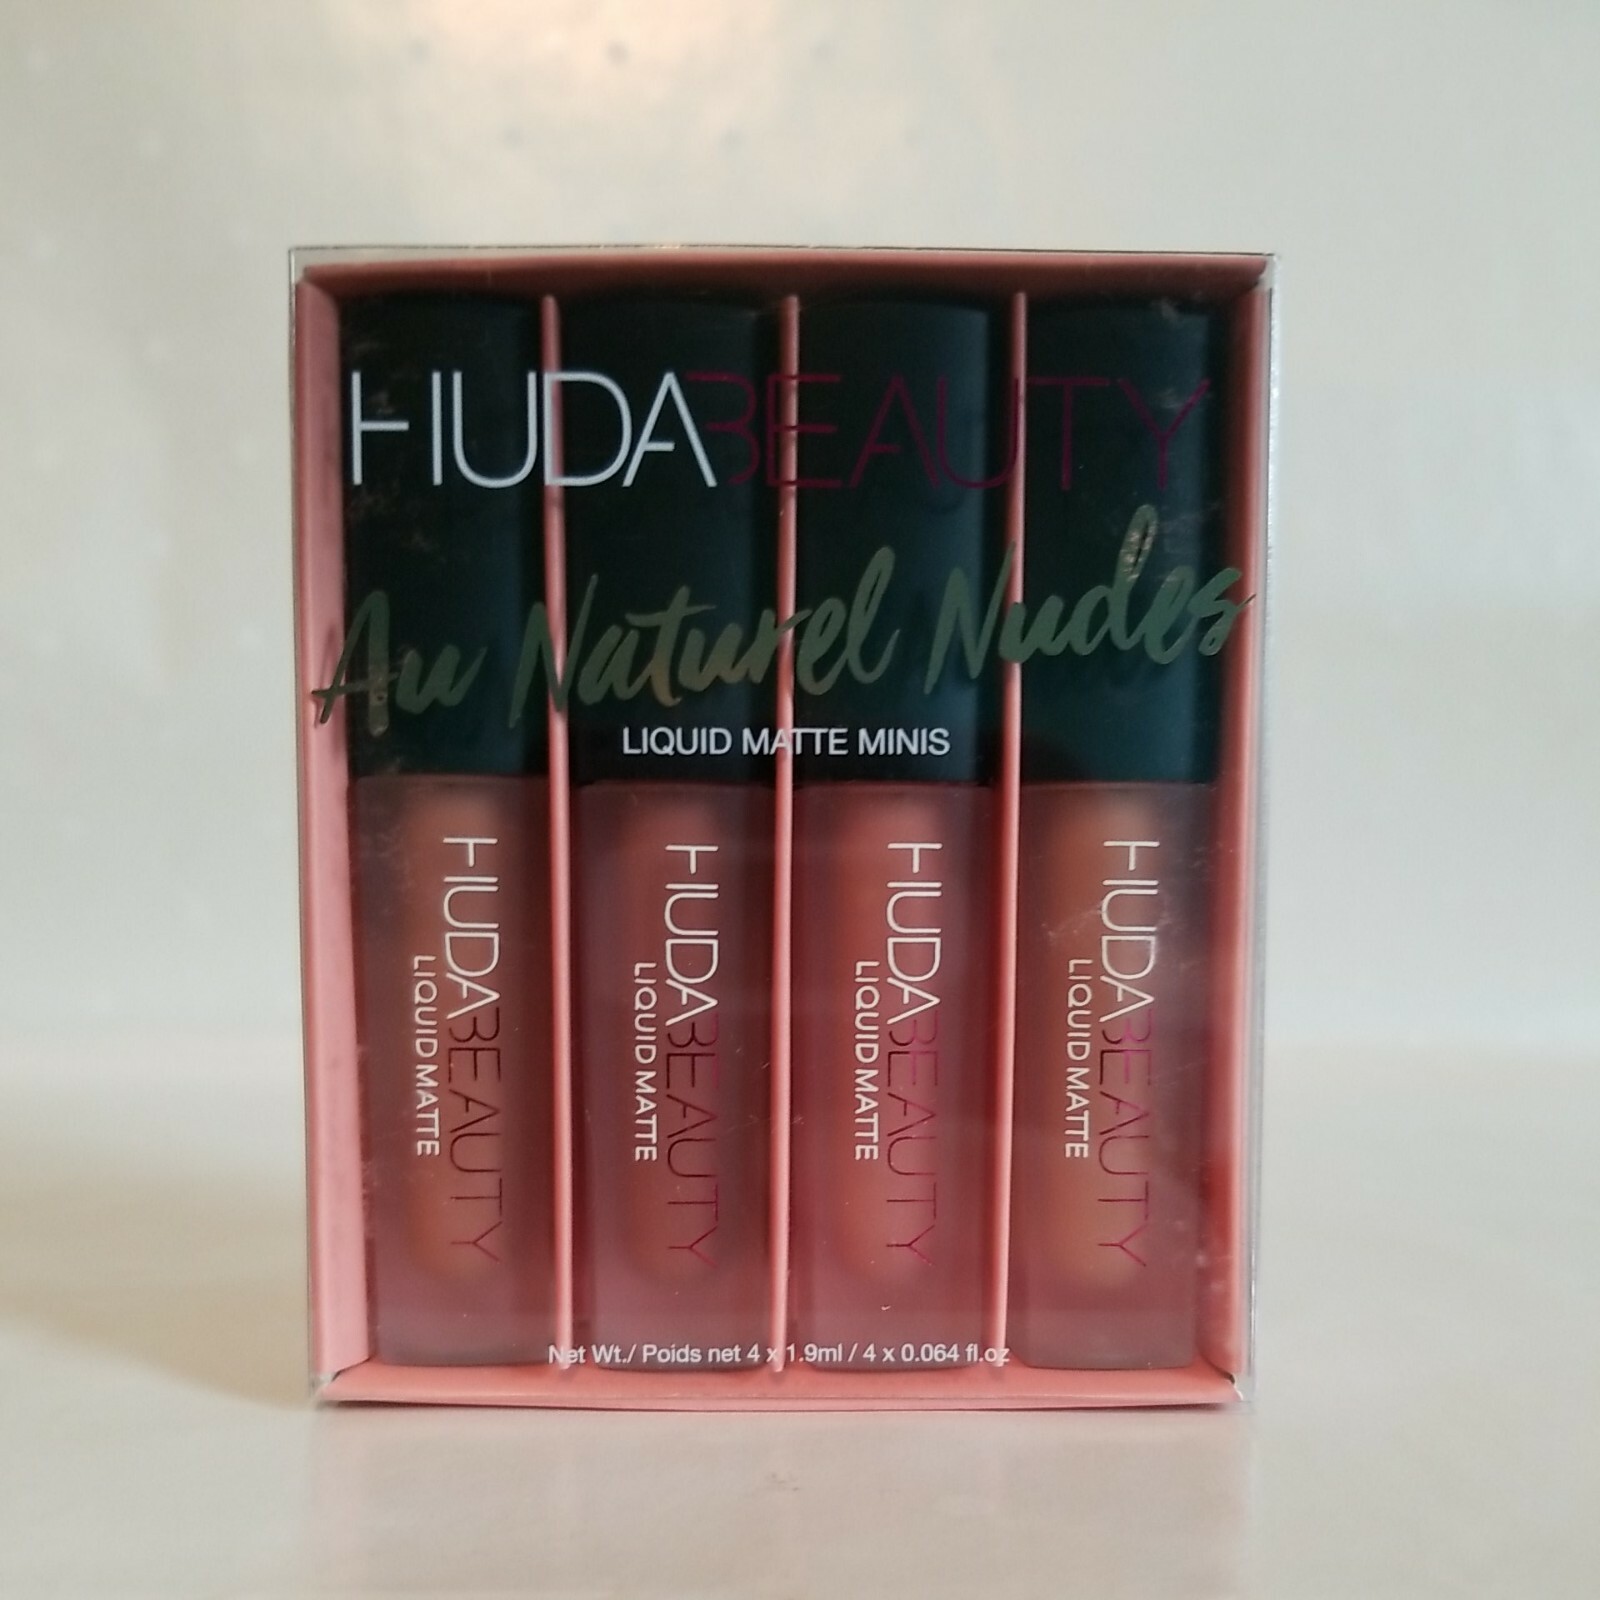 HUDABEAUTY
Au Naturel Nudes
LIQUID MATTE MINIS
HUDABEAUTY
LIQUID MATTE
HUDABEAUTY
LIQUID MATTE
HUDABEAUTY
LIQUID MATTE
HUDABEAUTY
LIQUID MATTE
Net Wt./ Poids net 4 x 1.9ml / 4 x 0.064 fl.oz